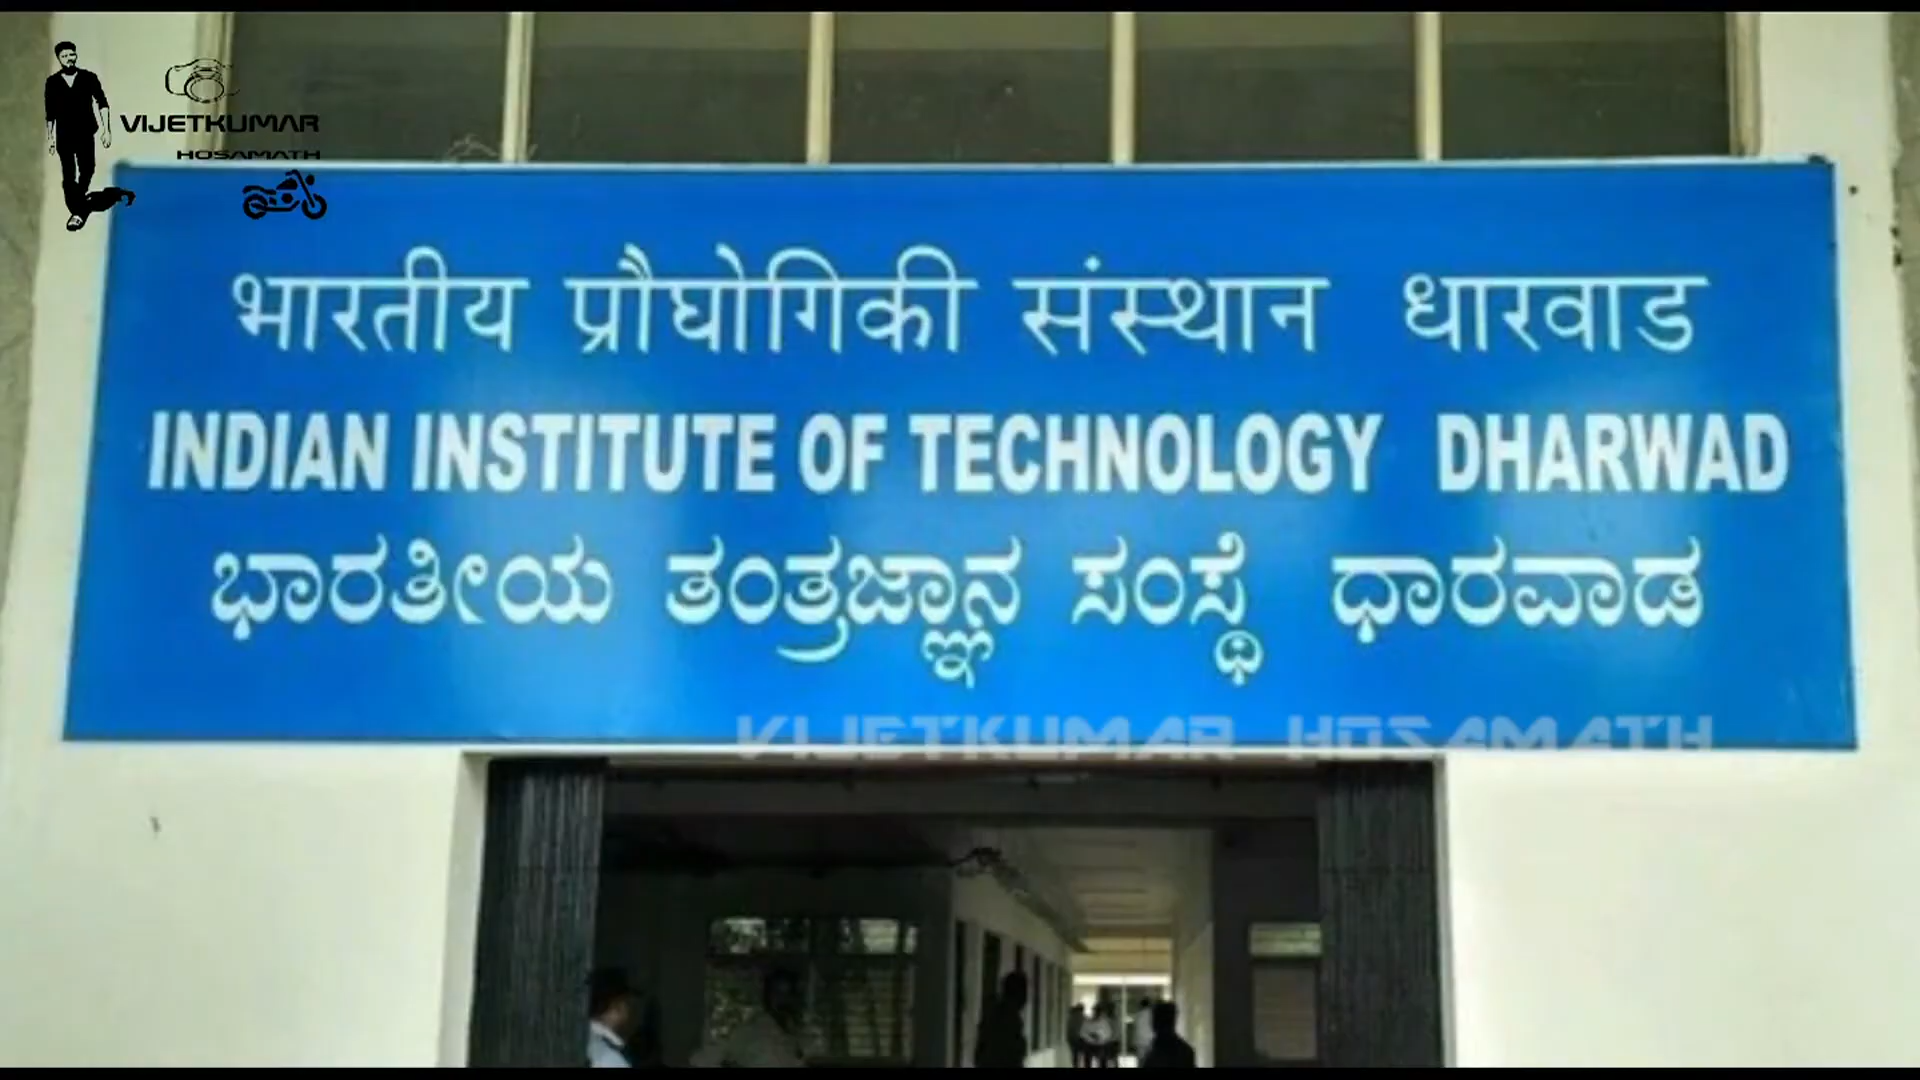 VIJETKUMAR
HOSAMATH
भारतीय प्रौघोगिकी संस्थान धारवाड
INDIAN INSTITUTE OF TECHNOLOGY DHARWAD
ಭಾರತೀಯ ತಂತ್ರಜ್ಞಾನ ಸಂಸ್ಥೆ ಧಾರವಾಡ
VIJETKUMAR HOSAMATH